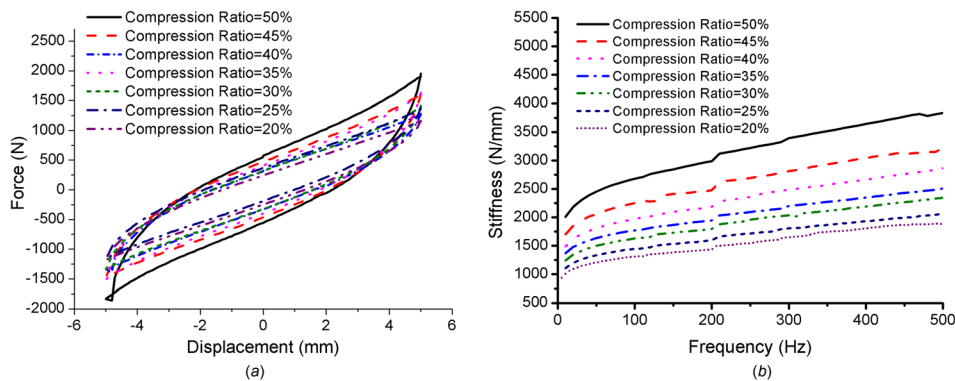 Compression Ratio=50%
Compression Ratio=45%
Compression Ratio=40%
Compression Ratio=35%
Compression Ratio=30%
Compression Ratio=25%
Compression Ratio=20%
Force (N)
2500
2000
1500
1000
500
0
-500
-1000
-1500
-2000
-6 -4 -2 0 2 4 6
Displacement (mm)
(a)
Compression Ratio=50%
Compression Ratio=45%
Compression Ratio=40%
Compression Ratio=35%
Compression Ratio=30%
Compression Ratio=25%
Compression Ratio=20%
Stiffness (N/mm)
5500
5000
4500
4000
3500
3000
2500
2000
1500
1000
500
0 100 200 300 400 500
Frequency (Hz)
(b)